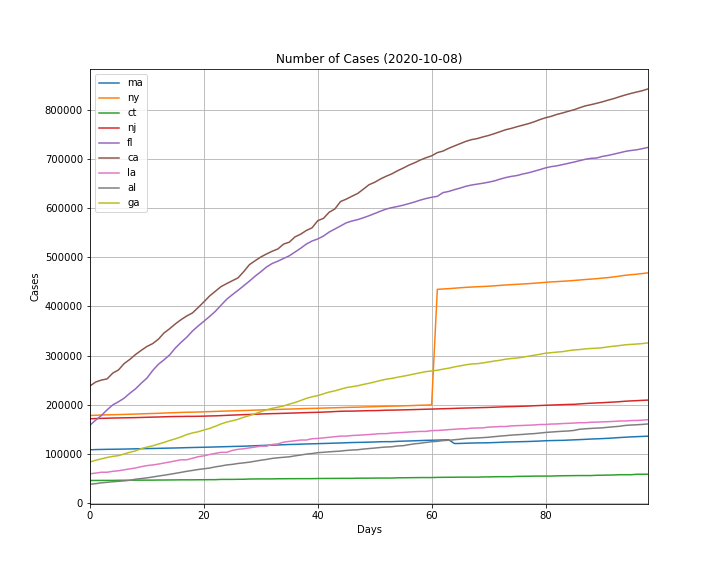 Number of Cases (2020-10-08)
800000
700000
600000
500000
400000
300000
200000
100000
0
ma
ny
ct
nj
fl
ca
la
al
ga
Cases
0 20 40 60 80
Days